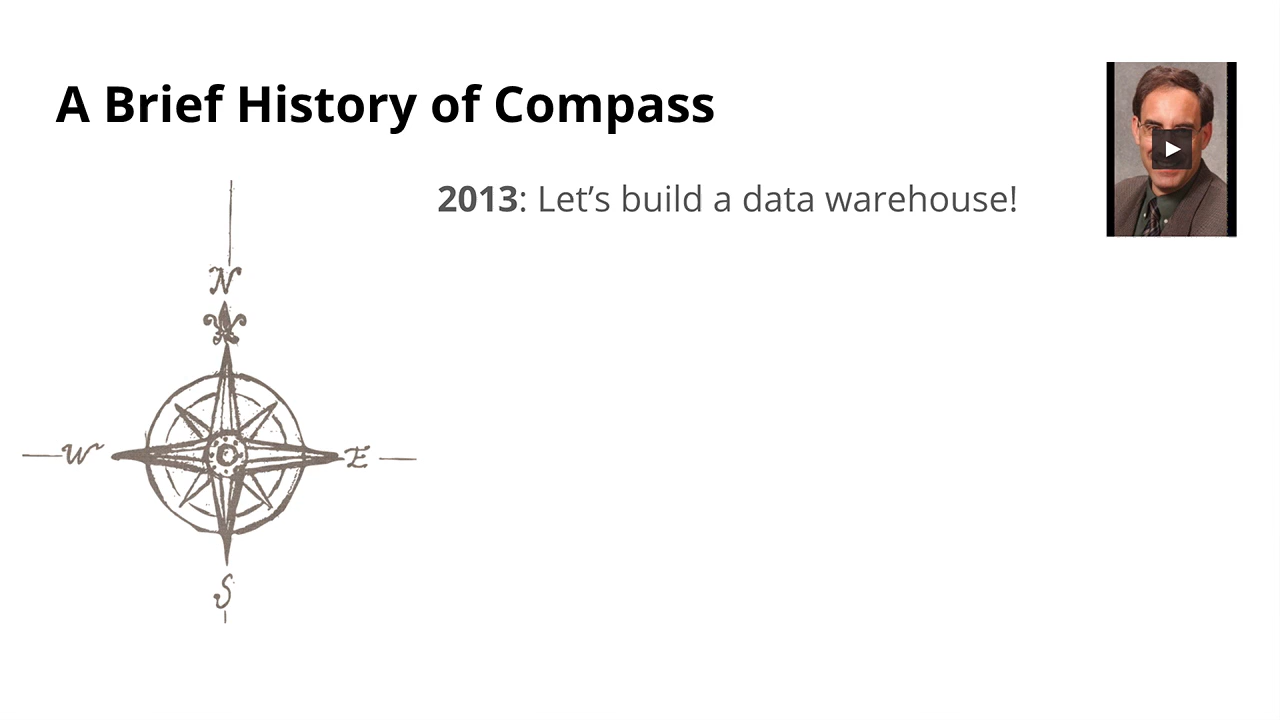 A Brief History of Compass
2013: Let’s build a data warehouse!
N
W
E
S